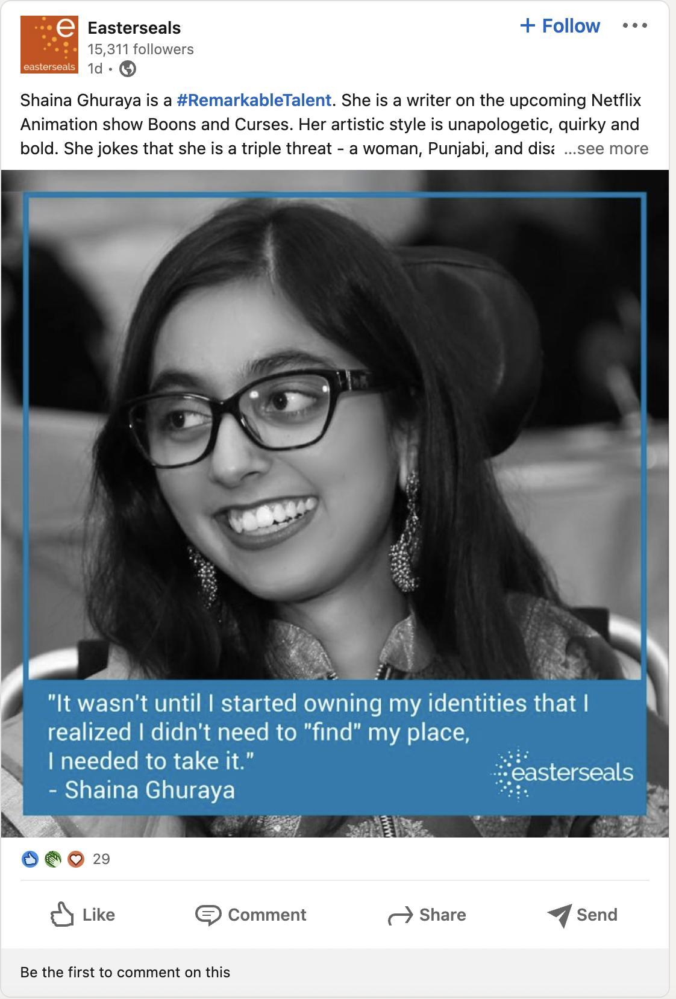 e
easterseals
Easterseals
15,311 followers
1d •
+ Follow •••
Shaina Ghuraya is a #RemarkableTalent. She is a writer on the upcoming Netflix
Animation show Boons and Curses. Her artistic style is unapologetic, quirky and
bold. She jokes that she is a triple threat - a woman, Punjabi, and disa ...see more
"It wasn't until I started owning my identities that I
realized I didn't need to "find" my place,
I needed to take it."
- Shaina Ghuraya
easterseals
29
Like Comment Share Send
Be the first to comment on this